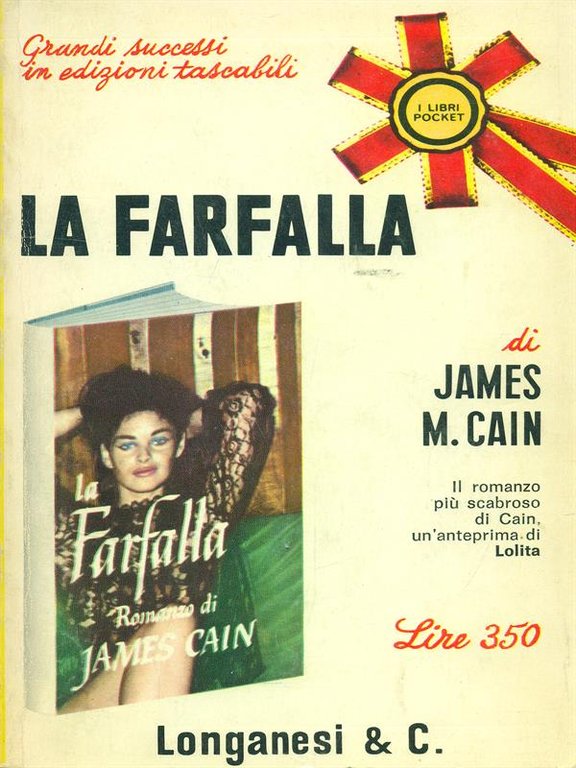 Grandi successi
in edizioni tascabili
I LIBRI
POCKET
LA FARFALLA
di
JAMES
M. CAIN
Il romanzo
più scabroso
di Cain,
un'anteprima di
Lolita
la
Farfalla
Romanzo di
JAMES CAIN
Lire 350
Longanesi & C.